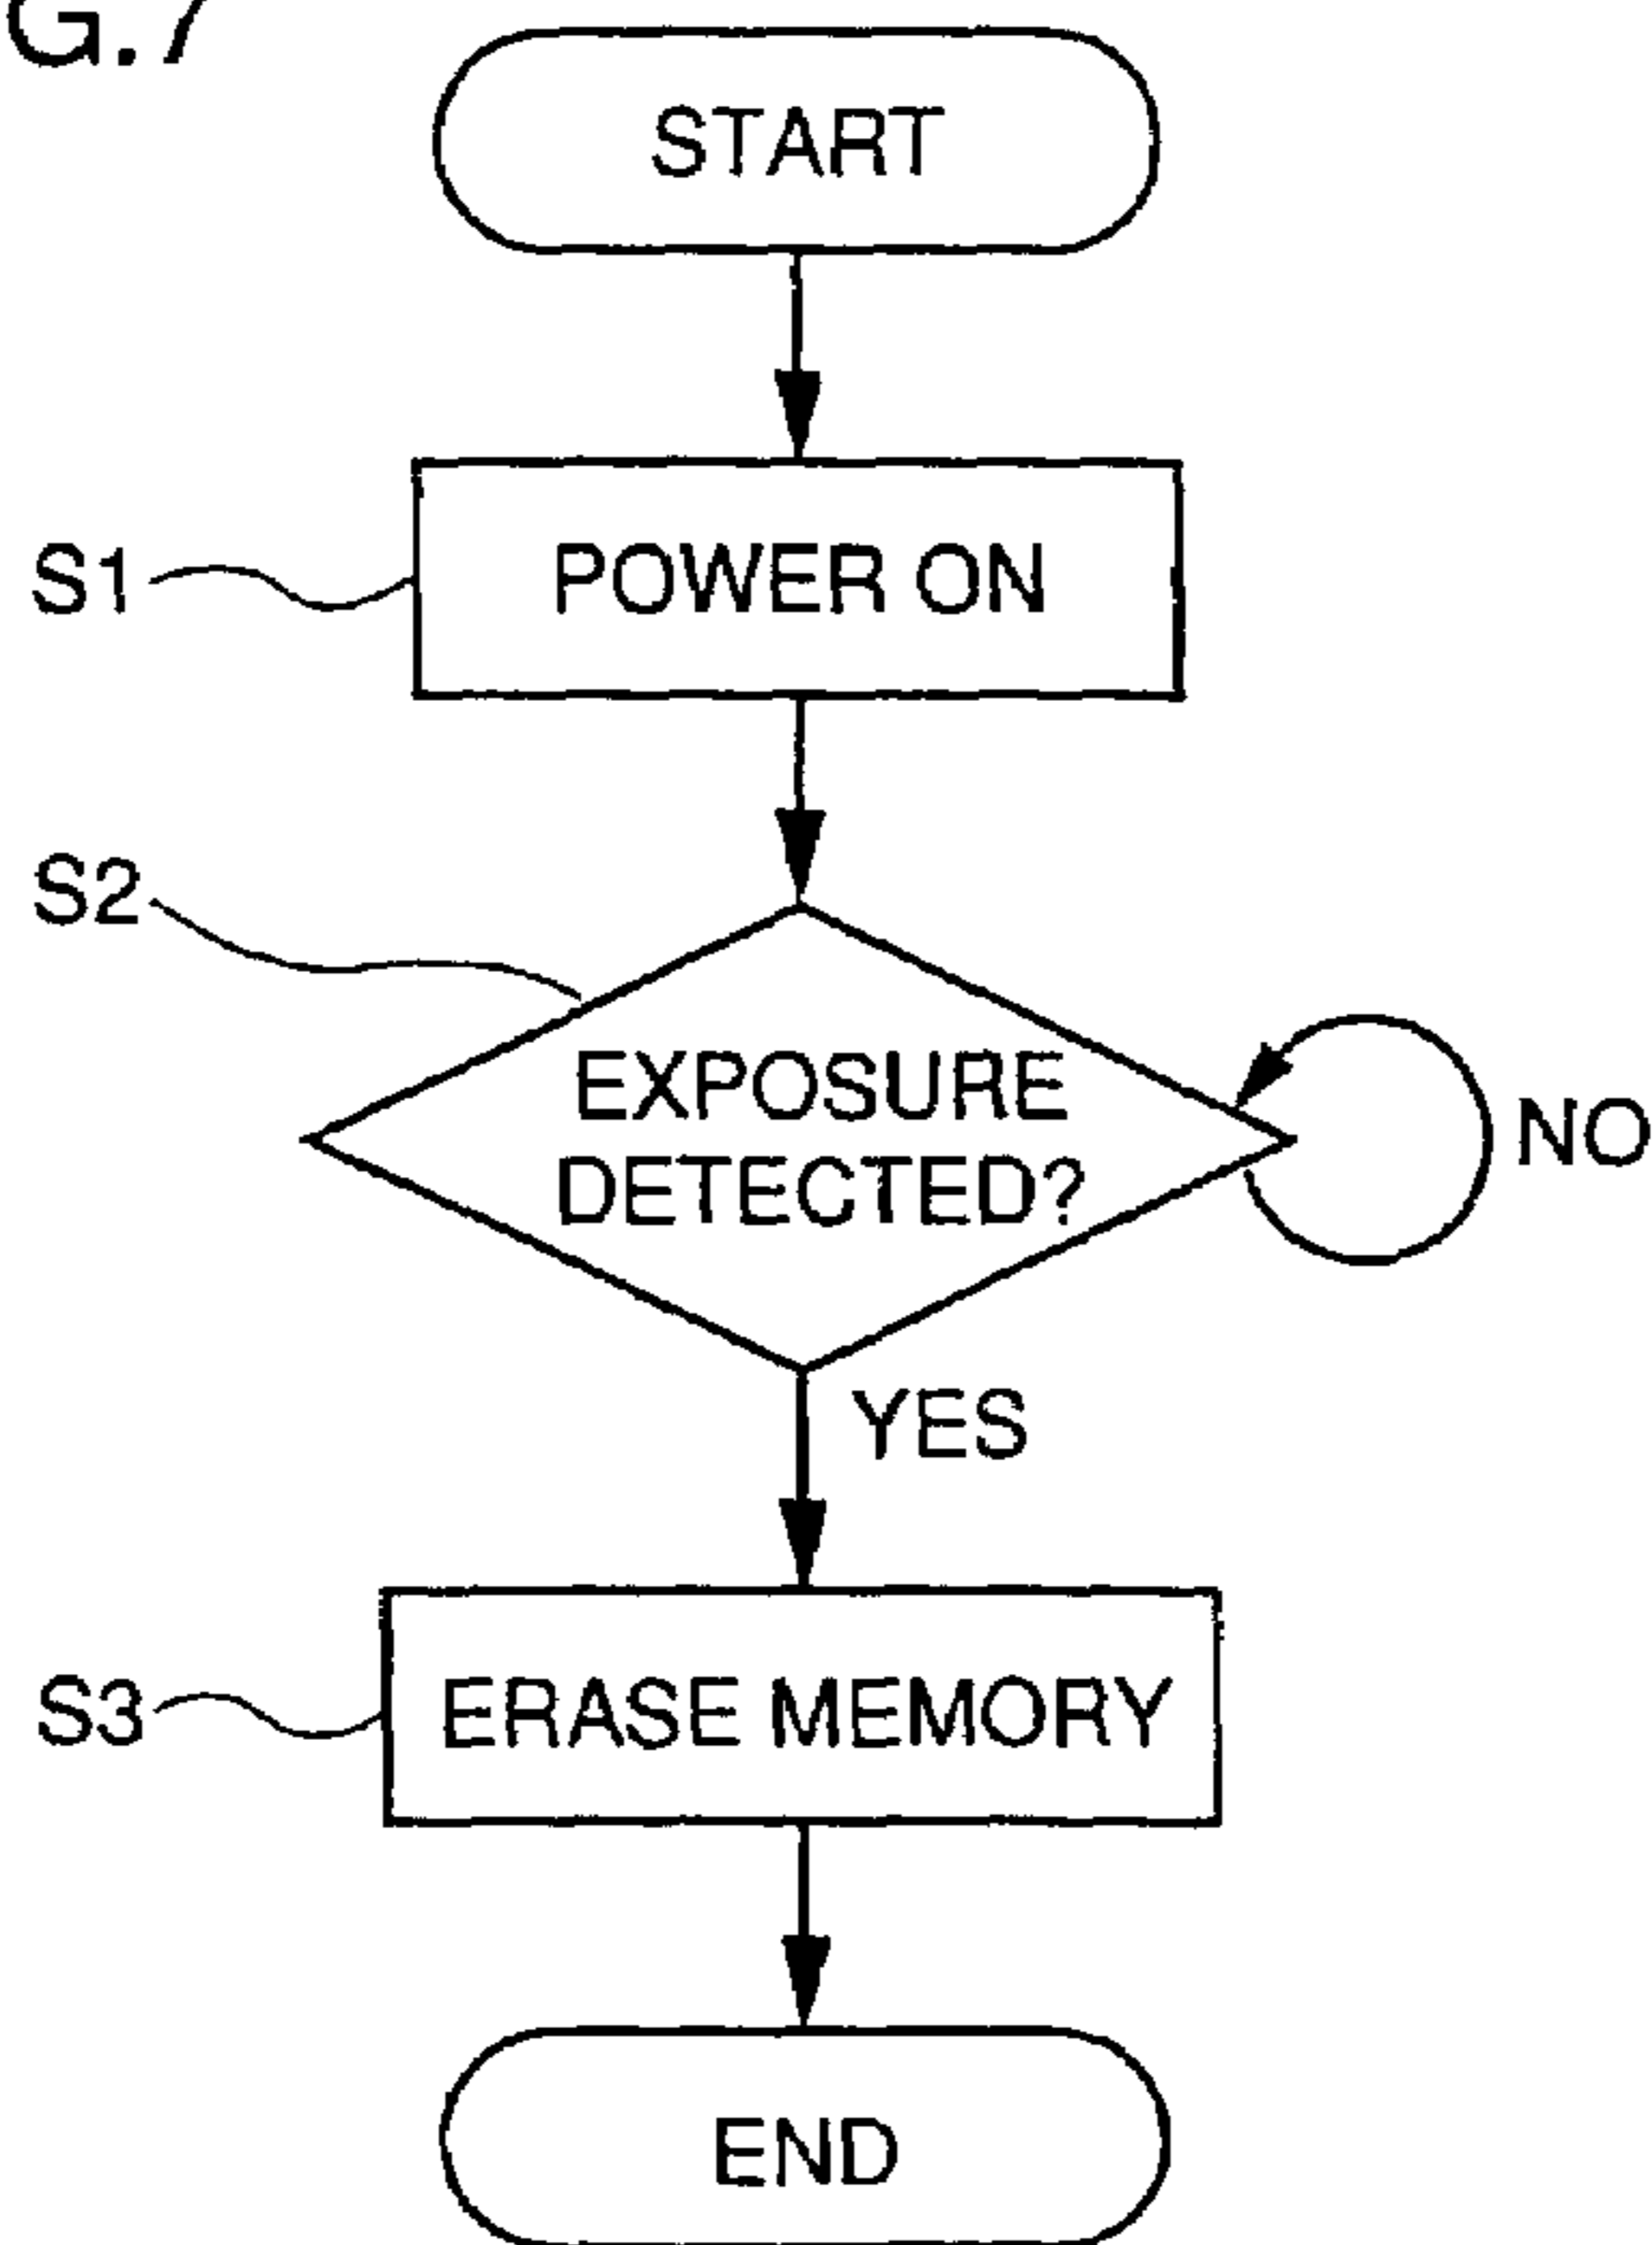 G.7
START
S1
POWER ON
S2
EXPOSURE
DETECTED?
NO
YES
S3
ERASE MEMORY
END